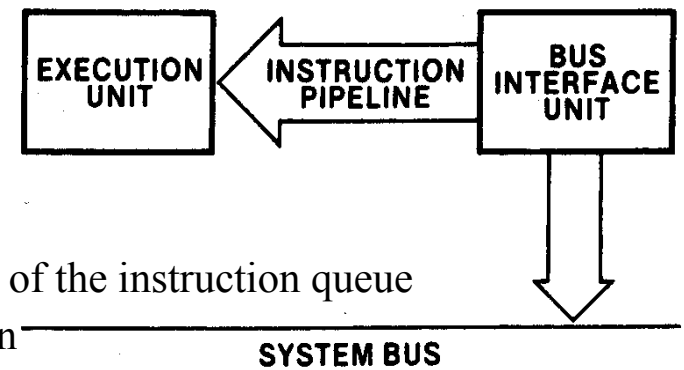 EXECUTION
UNIT
INSTRUCTION
PIPELINE
BUS
INTERFACE
UNIT
of the instruction queue
n
SYSTEM BUS